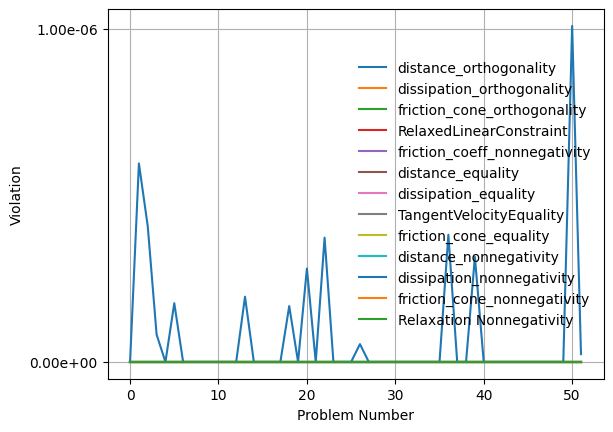 1.00e-06
distance_orthogonality
dissipation_orthogonality
friction_cone_orthogonality
RelaxedLinearConstraint
friction_coeff_nonnegativity
distance_equality
dissipation_equality
TangentVelocityEquality
friction_cone_equality
distance_nonnegativity
dissipation_nonnegativity
friction_cone_nonnegativity
Relaxation Nonnegativity
Violation
0.00e+00
0 10 20 30 40 50
Problem Number